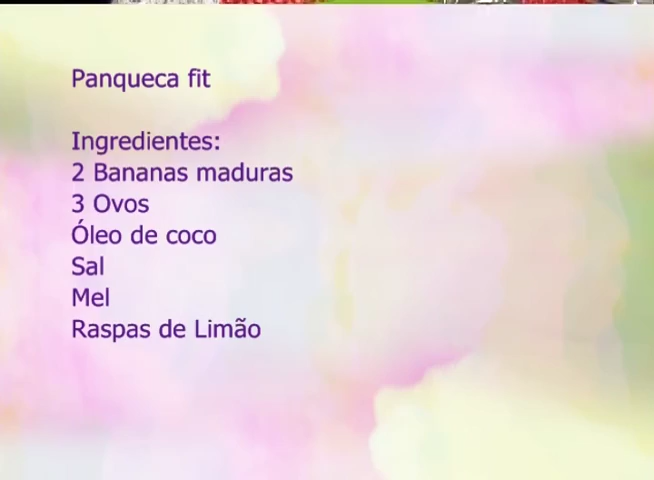 Panqueca fit
Ingredientes:
2 Bananas maduras
3 Ovos
Óleo de coco
Sal
Mel
Raspas de Limão